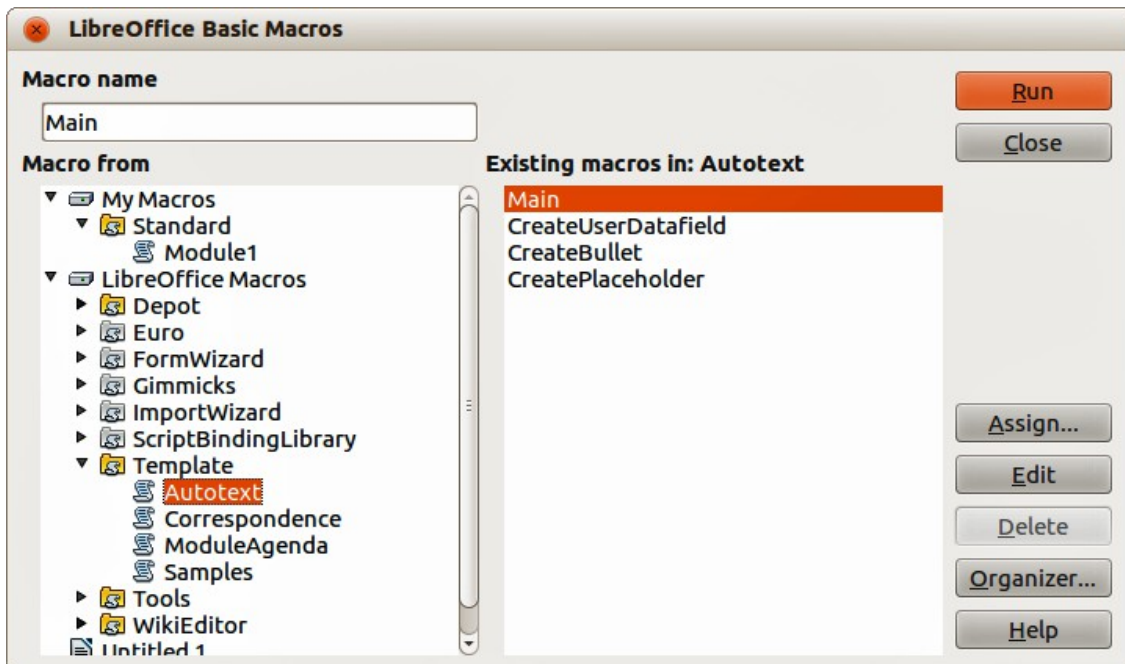 LibreOffice Basic Macros
Macro name
Main
Macro from
My Macros
Standard
Module1
LibreOffice Macros
Depot
Euro
FormWizard
Gimmicks
ImportWizard
ScriptBindingLibrary
Template
Autotext
Correspondence
ModuleAgenda
Samples
Tools
WikiEditor
Untitled 1
Existing macros in: Autotext
Main
CreateUserDatafield
CreateBullet
CreatePlaceholder
Run
Close
Assign...
Edit
Delete
Organizer...
Help